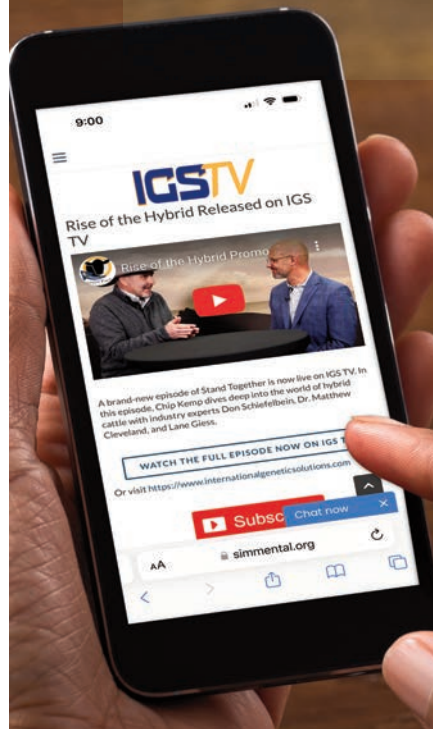 9:00
IGSTV
Rise of the Hybrid Released on IGS
TV
Rise of the Hybrid Promo
A brand-new episode of Stand Together is now live on IGS TV. In
this episode, Chip Kemp dives deep into the world of hybrid
cattle with industry experts Don Schiefelbein, Dr. Matthew
Cleveland, and Lane Giess.
WATCH THE FULL EPISODE NOW ON IGS T
Or visit https://www.internationalgeneticsolutions.com
Subsc
Chat now
AA
simmental.org